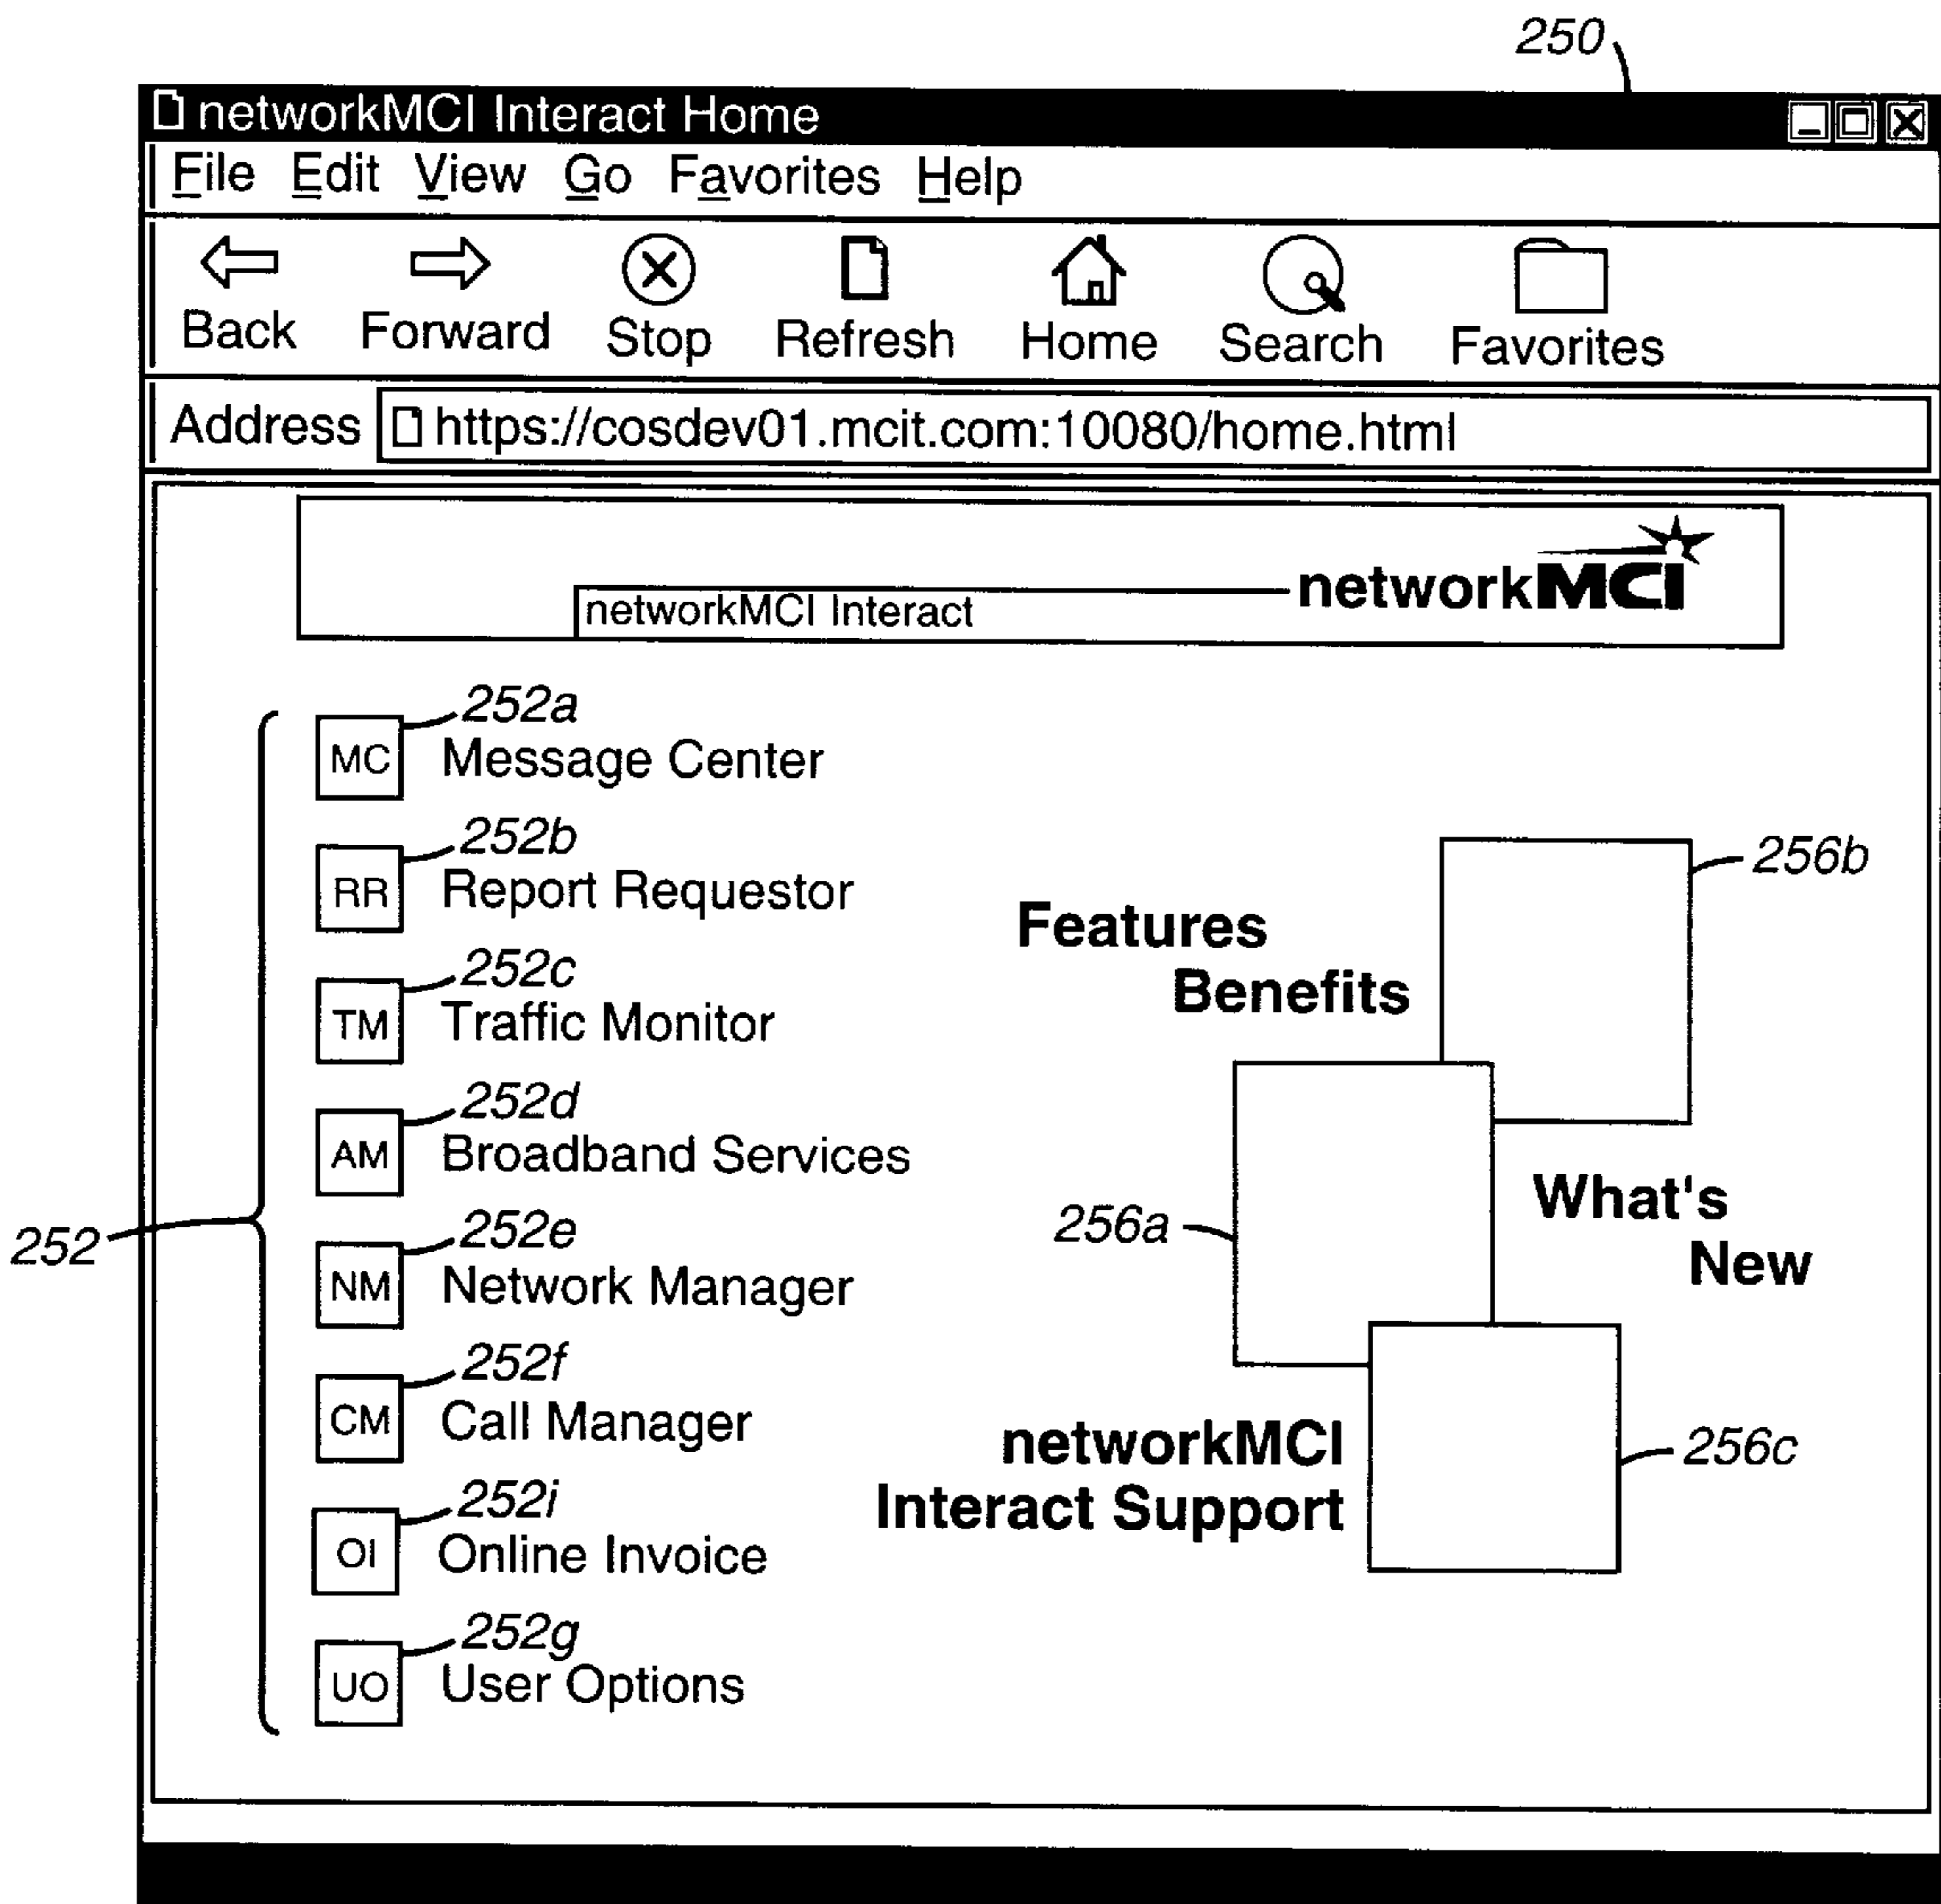 250
networkMCI Interact Home
File Edit View Go Favorites Help
Back Forward Stop Refresh Home Search Favorites
Address https://cosdev01.mcit.com:10080/home.html
networkMCI
networkMCI Interact
252
252a
MC Message Center
252b
RR Report Requestor
252c
TM Traffic Monitor
252d
AM Broadband Services
252e
NM Network Manager
252f
CM Call Manager
252i
OI Online Invoice
252g
UO User Options
256b
Features
Benefits
256a
What's
New
networkMCI
Interact Support
256c